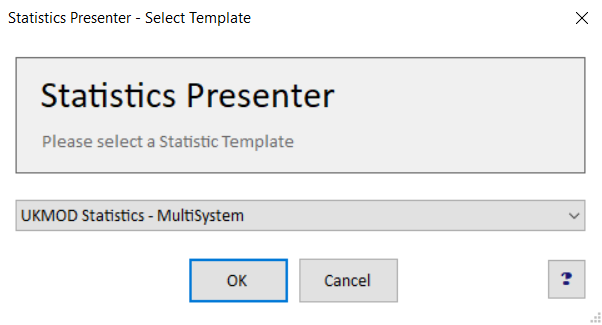 Statistics Presenter - Select Template
Statistics Presenter
Please select a Statistic Template
UKMOD Statistics - MultiSystem
OK
Cancel
?